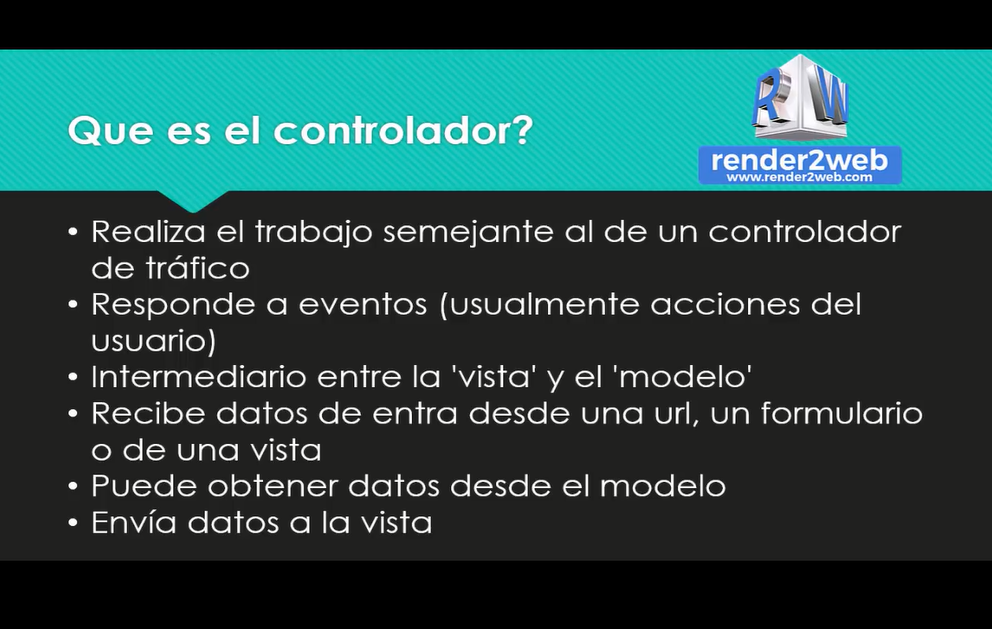 Que es el controlador?
R W
render2web
www.render2web.com
• Realiza el trabajo semejante al de un controlador
de tráfico
• Responde a eventos (usualmente acciones del
usuario)
• Intermediario entre la 'vista' y el 'modelo'
• Recibe datos de entra desde una url, un formulario
o de una vista
• Puede obtener datos desde el modelo
• Envía datos a la vista